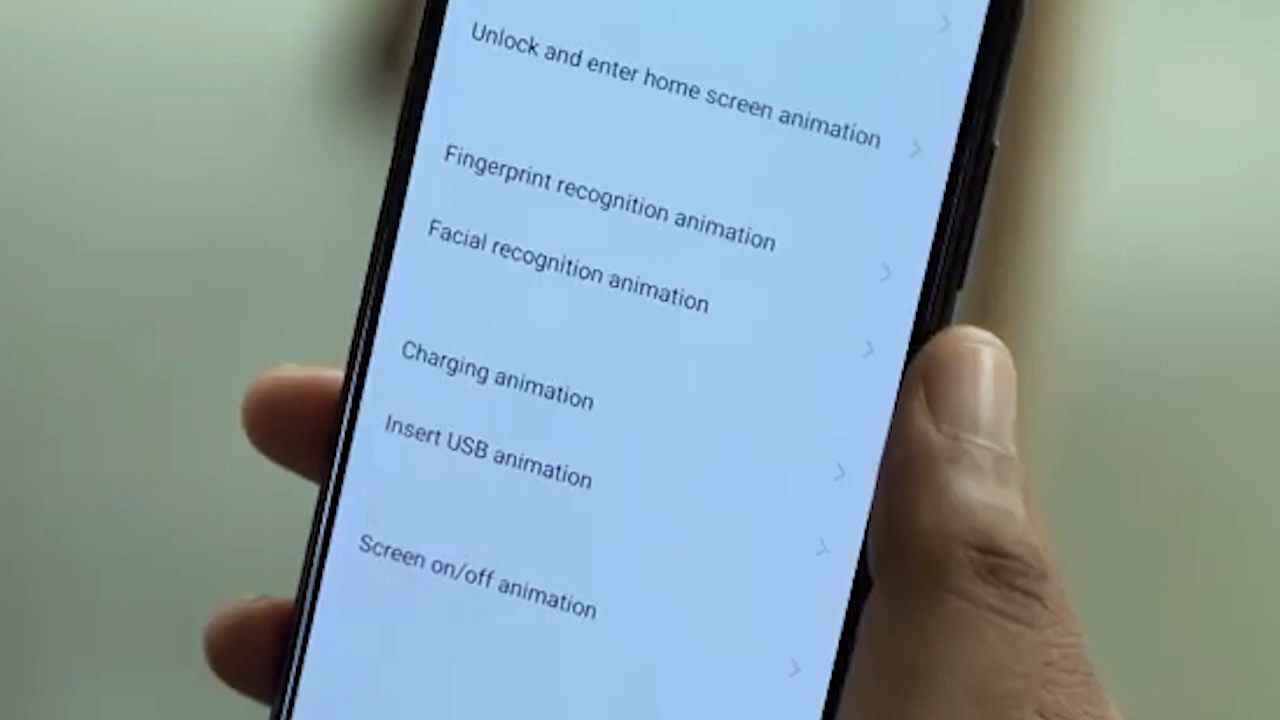 Unlock and enter home screen animation
Fingerprint recognition animation
Facial recognition animation
Charging animation
Insert USB animation
Screen on/off animation